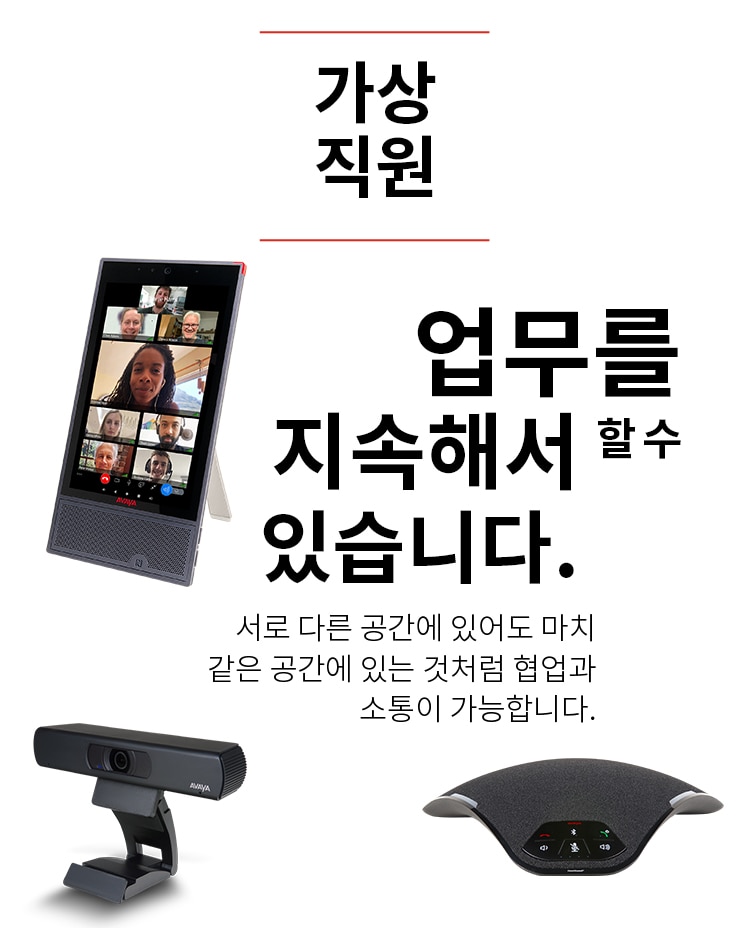 가상
직원
업무를
지속해서 할 수
있습니다.
서로 다른 공간에 있어도 마치
같은 공간에 있는 것처럼 협업과
소통이 가능합니다.
AVAYA
AVAYA